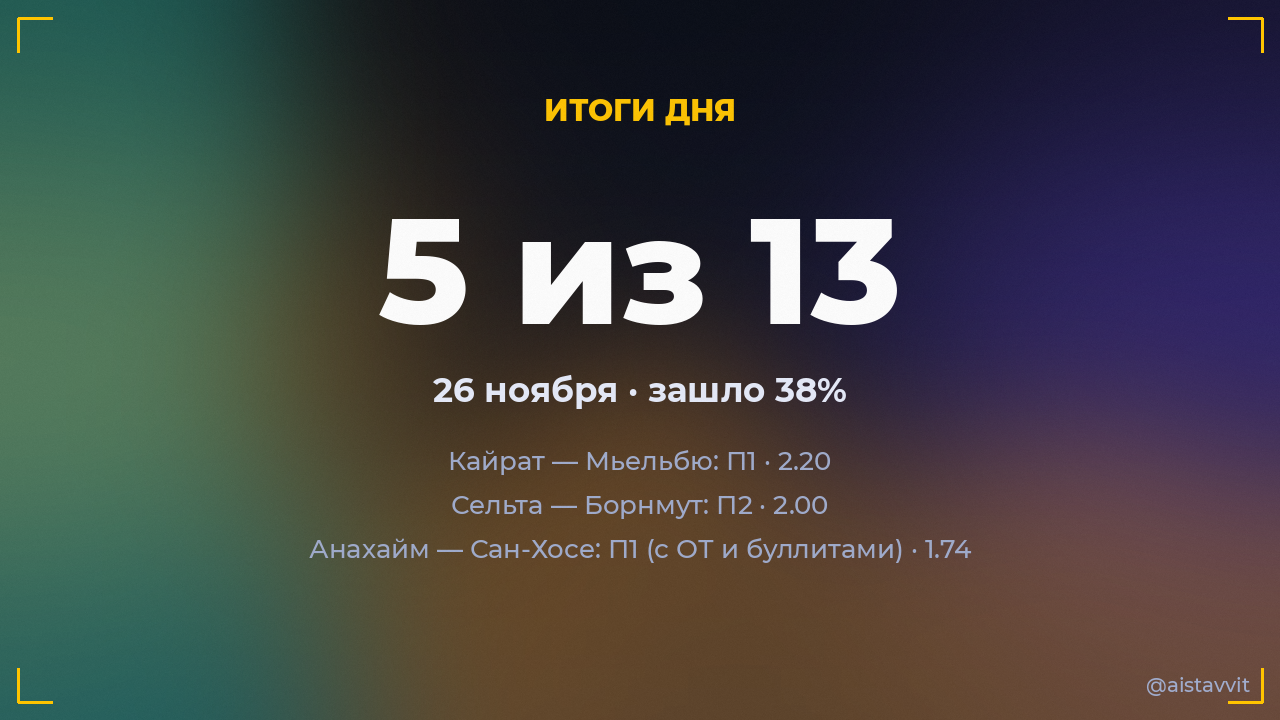 ИТОГИ ДНЯ
5 из 13
26 ноября · зашло 38%
Кайрат — Мьельбю: П1 · 2.20
Сельта — Борнмут: П2 · 2.00
Анахайм — Сан-Хосе: П1 (с ОТ и буллитами) · 1.74
@aistavvit